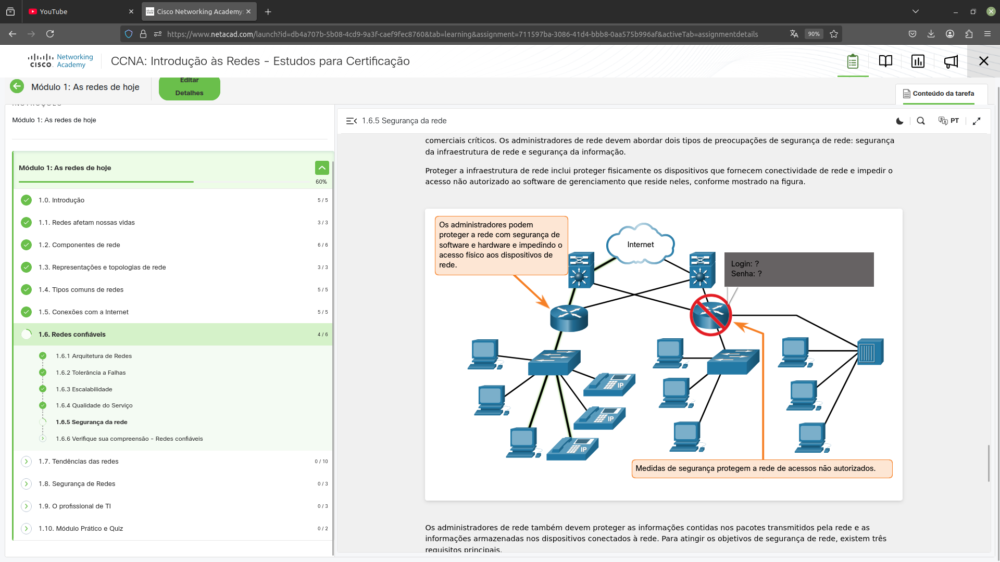 YouTube
Cisco Networking Academy:
https://www.netacad.com/launch?id=db4a707b-5b08-4cd9-9a3f-caef9fec8760&tab=learning&assignment=711597ba-3086-41d4-bbb8-0aa575b996af&activeTab=assignmentdetails
90%
CISCO Networking Academy
CCNA: Introdução às Redes - Estudos para Certificação
Módulo 1: As redes de hoje
Editar
Detalhes
Conteúdo da tarefa
Módulo 1: As redes de hoje
Módulo 1: As redes de hoje
60%
1.0. Introdução 5 / 5
1.1. Redes afetam nossas vidas 3 / 3
1.2. Componentes de rede 6 / 6
1.3. Representações e topologias de rede 3 / 3
1.4. Tipos comuns de redes 5 / 5
1.5. Conexões com a Internet 5 / 5
1.6. Redes confiáveis 4 / 6
1.6.1 Arquitetura de Redes
1.6.2 Tolerância a Falhas
1.6.3 Escalabilidade
1.6.4 Qualidade do Serviço
1.6.5 Segurança da rede
1.6.6 Verifique sua compreensão - Redes confiáveis
1.7. Tendências das redes 0 / 10
1.8. Segurança de Redes 0 / 3
1.9. O profissional de TI 0 / 3
1.10. Módulo Prático e Quiz 0 / 2
1.6.5 Segurança da rede
PT
comerciais críticos. Os administradores de rede devem abordar dois tipos de preocupações de segurança de rede: segurança
da infraestrutura de rede e segurança da informação.
Proteger a infraestrutura de rede inclui proteger fisicamente os dispositivos que fornecem conectividade de rede e impedir o
acesso não autorizado ao software de gerenciamento que reside neles, conforme mostrado na figura.
Os administradores podem
proteger a rede com segurança de
software e hardware e impedindo o
acesso físico aos dispositivos de
rede.
Internet
Login: ?
Senha: ?
IP
IP
IP
Medidas de segurança protegem a rede de acessos não autorizados.
Os administradores de rede também devem proteger as informações contidas nos pacotes transmitidos pela rede e as
informações armazenadas nos dispositivos conectados à rede. Para atingir os objetivos de segurança de rede, existem três
requisitos principais.